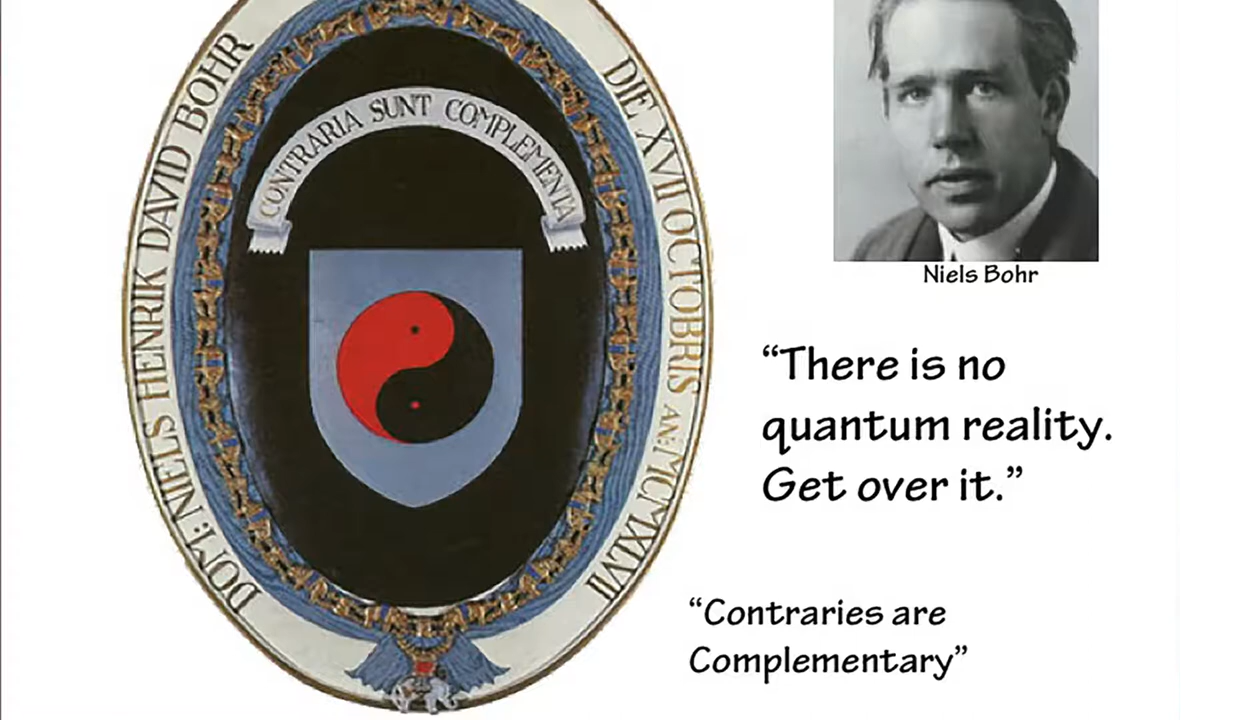 DOM: NIELS HENRIK DAVID BOHR
DIE XVII OCTOBRIS AN: MCMXLVII
CONTRARIA SUNT COMPLEMENTA
Niels Bohr
“There is no
quantum reality.
Get over it.”
“Contraries are
Complementary”